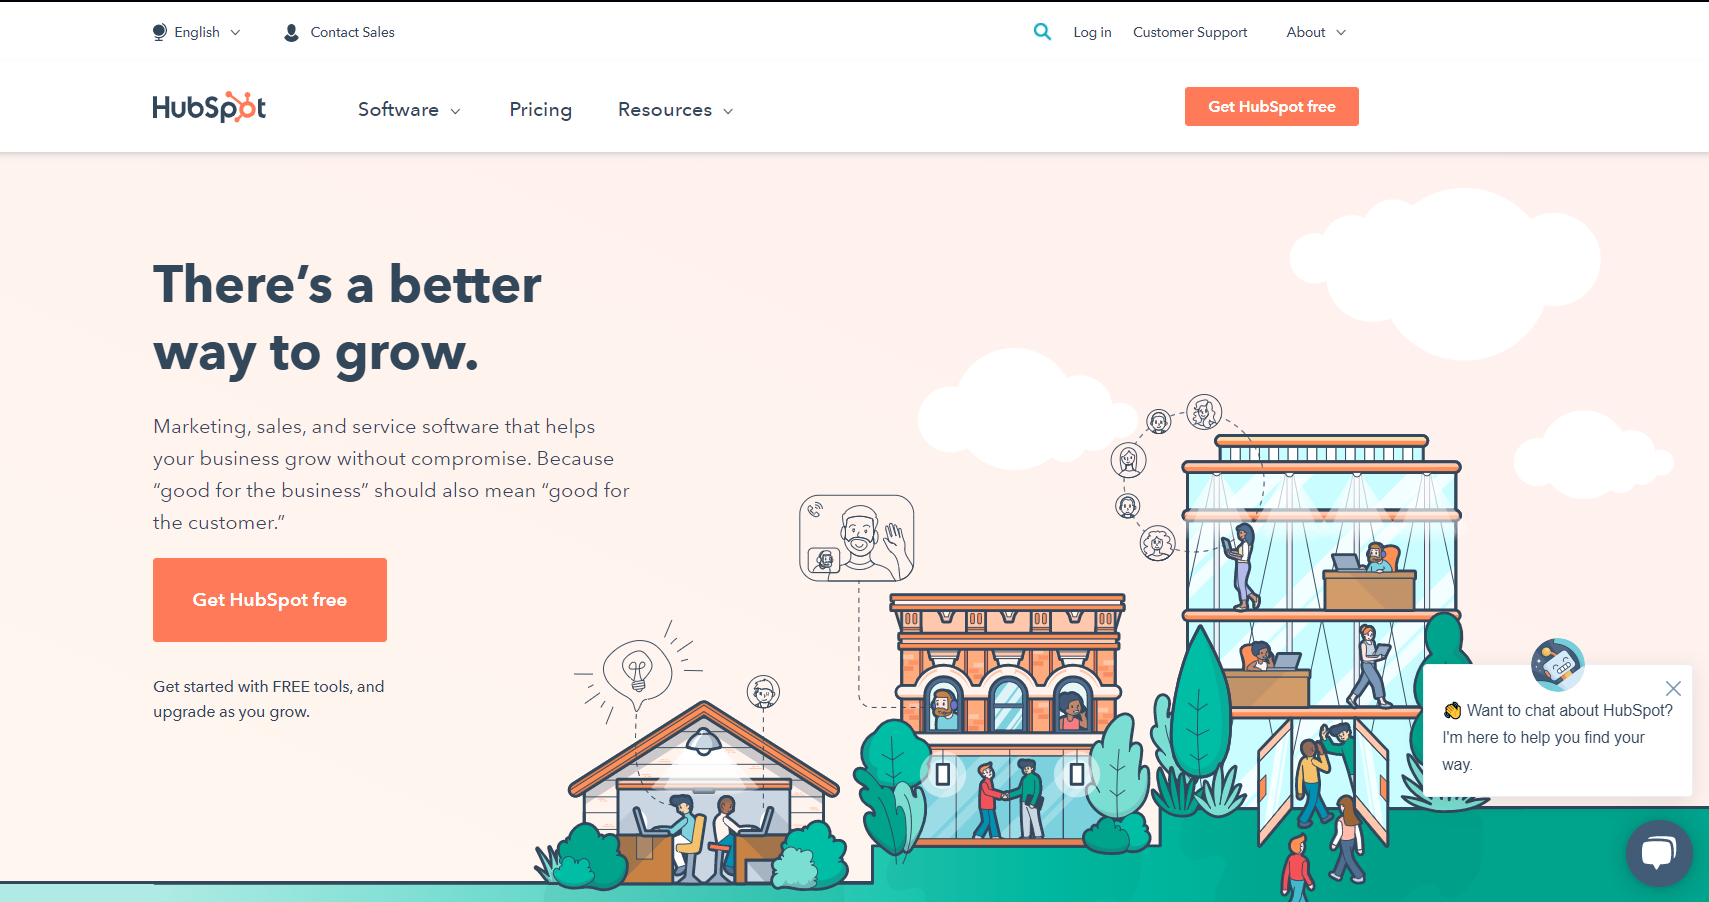 English
Contact Sales
Log in
Customer Support
About
HubSpot
Software
Pricing
Resources
Get HubSpot free
There’s a better
way to grow.
Marketing, sales, and service software that helps
your business grow without compromise. Because
“good for the business” should also mean “good for
the customer.”
Get HubSpot free
Get started with FREE tools, and
upgrade as you grow.
👋 Want to chat about HubSpot?
I'm here to help you find your
way.